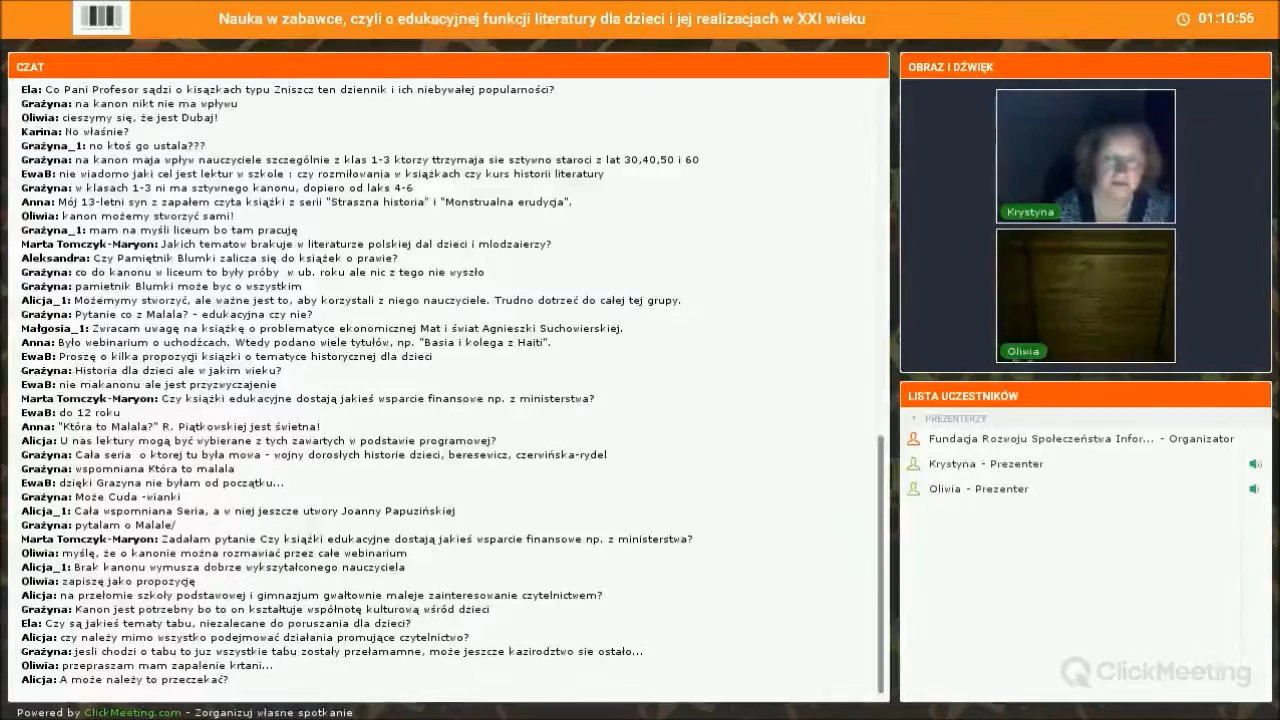 Nauka w zabawce, czyli o edukacyjnej funkcji literatury dla dzieci i jej realizacjach w XXI wieku
01:10:56
CZAT
Ela: Co Pani Profesor sądzi o kisązkach typu Zniszcz ten dziennik i ich niebywałej popularności?
Grażyna: na kanon nikt nie ma wpływu
Oliwia: cieszymy się, że jest Dubaj!
Karina: No właśnie?
Grażyna_1: no ktoś go ustala???
Grażyna: na kanon maja wpływ nauczyciele szczególnie z klas 1-3 ktorzy ttrzymaja sie sztywno staroci z lat 30,40,50 i 60
EwaB: nie wiadomo jaki cel jest lektur w szkole : czy rozmiłowania w książkach czy kurs historii literatury
Grażyna: w klasach 1-3 ni ma sztywnego kanonu, dopiero od laks 4-6
Anna: Mój 13-letni syn z zapałem czyta książki z serii "Straszna historia" i "Monstrualna erudycja".
Oliwia: kanon możemy stworzyć sami!
Grażyna_1: mam na myśli liceum bo tam pracuję
Marta Tomczyk-Maryon: Jakich tematow brakuje w literaturze polskiej dal dzieci i mlodzaierzy?
Aleksandra: Czy Pamiętnik Blumki zalicza się do książek o prawie?
Grażyna: co do kanonu w liceum to były próby w ub. roku ale nic z tego nie wyszło
Grażyna: pamietnik Blumki może byc o wszystkim
Alicja_1: Możemymy stworzyć, ale ważne jest to, aby korzystali z niego nauczyciele. Trudno dotrzeć do całej tej grupy.
Grażyna: Pytanie co z Malala? - edukacyjna czy nie?
Małgosia_1: Zwracam uwagę na książkę o problematyce ekonomicznej Mat i świat Agnieszki Suchowierskiej.
Anna: Było webinarium o uchodźcach. Wtedy podano wiele tytułów, np. "Basia i kolega z Haiti".
EwaB: Proszę o kilka propozycji ksiązki o tematyce historycznej dla dzieci
Grażyna: Historia dla dzieci ale w jakim wieku?
EwaB: nie makanonu ale jest przyzwyczajenie
Marta Tomczyk-Maryon: Czy książki edukacyjne dostają jakieś wsparcie finansowe np. z ministerstwa?
EwaB: do 12 roku
Anna: "Która to Malala?" R. Piątkowskiej jest świetna!
Alicja: U nas lektury mogą być wybierane z tych zawartych w podstawie programowej?
Grażyna: Cała seria o ktorej tu była mowa - wojny dorosłych historie dzieci, beresewicz, czerwińska-rydel
Grażyna: wspomniana Która to malala
EwaB: dzięki Grazyna nie byłam od początku...
Grażyna: Może Cuda -wianki
Alicja_1: Cała wspomniana Seria, a w niej jeszcze utwory Joanny Papuzińskiej
Grażyna: pytalam o Malale/
Marta Tomczyk-Maryon: Zadałam pytanie Czy książki edukacyjne dostają jakieś wsparcie finansowe np. z ministerstwa?
Oliwia: myślę, że o kanonie można rozmawiać przez całe webinarium
Alicja_1: Brak kanonu wymusza dobrze wykształconego nauczyciela
Oliwia: zapiszę jako propozycję
Alicja: na przełomie szkoły podstawowej i gimnazjum gwałtownie maleje zainteresowanie czytelnictwem?
Grażyna: Kanon jest potrzebny bo to on kształtuje wspólnotę kulturową wśród dzieci
Ela: Czy są jakieś tematy tabu, niezalecane do poruszania dla dzieci?
Alicja: czy należy mimo wszystko podejmować działania promujące czytelnictwo?
Grażyna: jesli chodzi o tabu to juz wszystkie tabu zostały przełamamne, może jeszcze kazirodztwo sie ostało...
Oliwia: przepraszam mam zapalenie krtani...
Alicja: A może należy to przeczekać?
Powered by ClickMeeting.com - Zorganizuj własne spotkanie
OBRAZ I DŹWIĘK
Krystyna
Oliwia
LISTA UCZESTNIKÓW
PREZENTERZY
Fundacja Rozwoju Społeczeństwa Infor... - Organizator
Krystyna - Prezenter
Oliwia - Prezenter
ClickMeeting